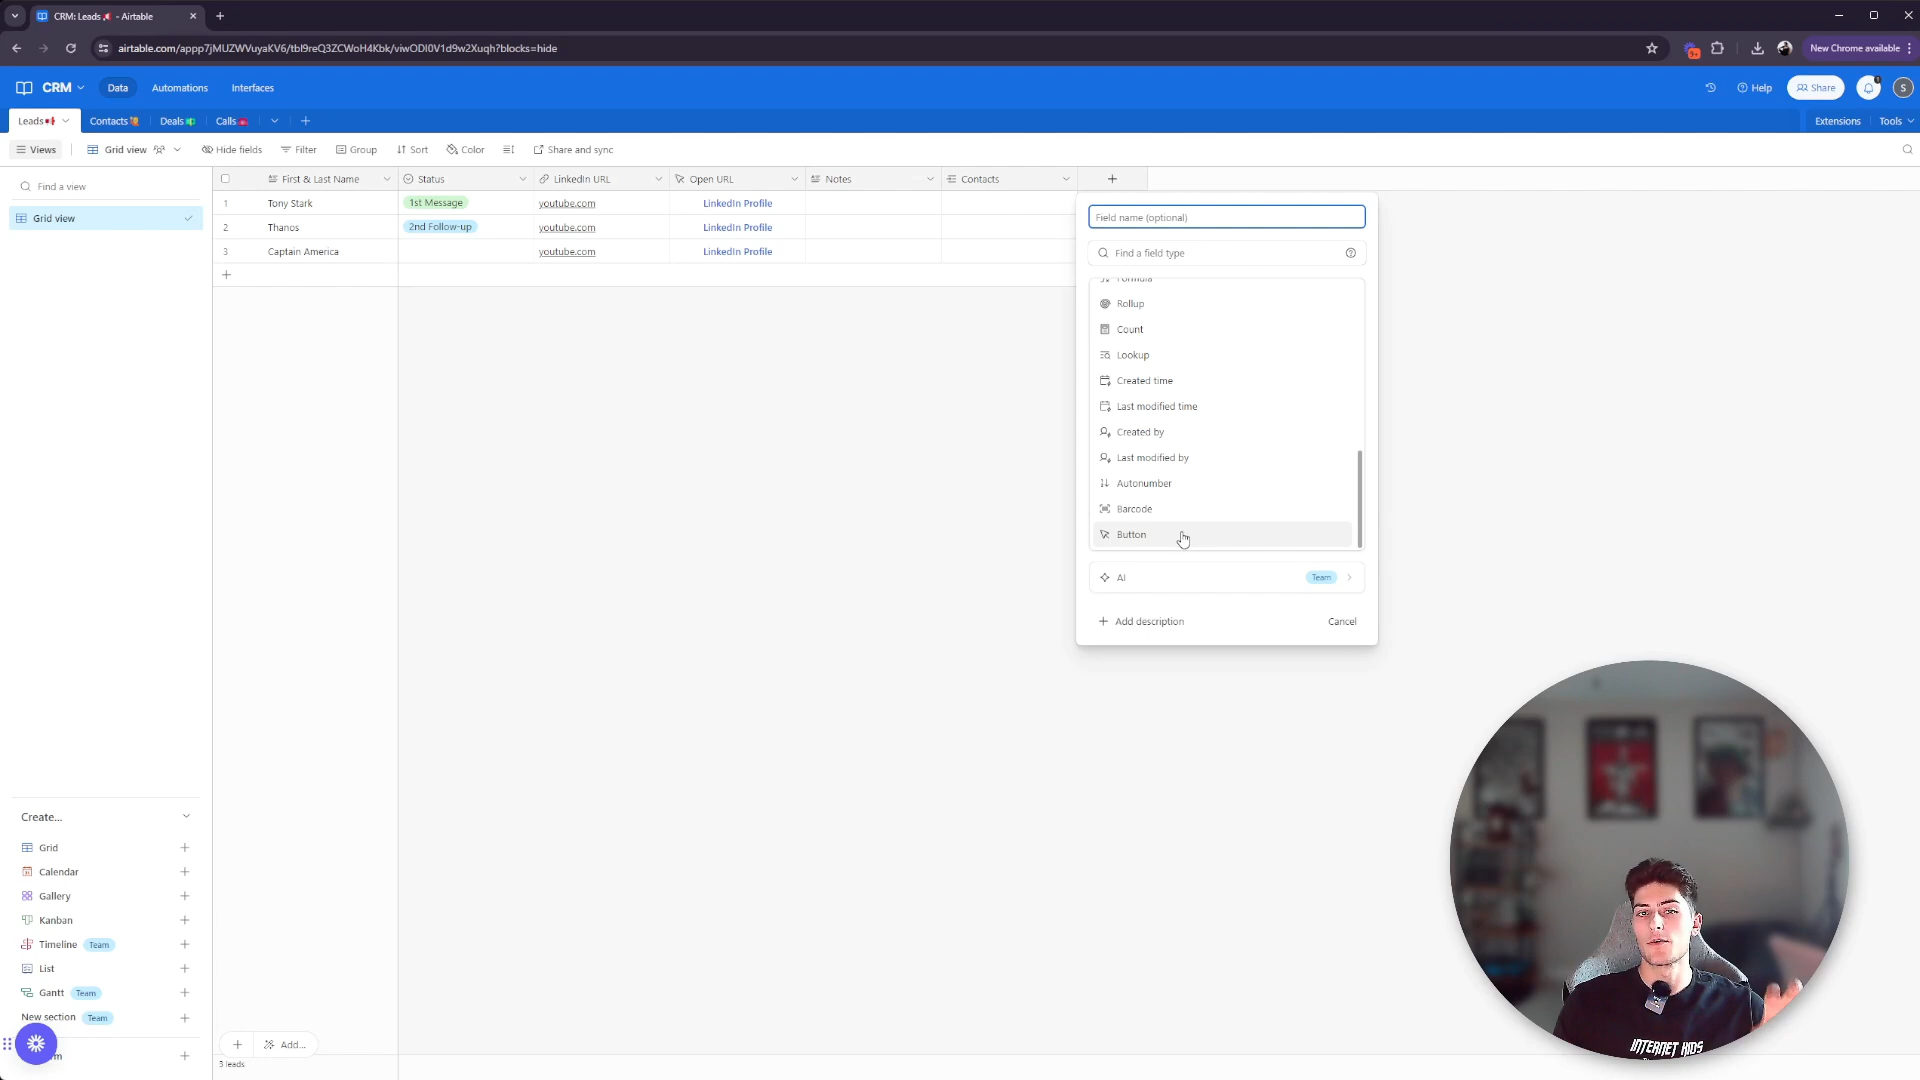 CRM: Leads📢 - Airtable
airtable.com/appp7jMUZWVuyaKV6/tbl9reQ3ZCWoH4Kbk/viwODI0V1d9w2Xuqh?blocks=hide
9+
New Chrome available
CRM
Data
Automations
Interfaces
Help
Share
1
S
Leads
Contacts
Deals
Calls
Extensions
Tools
Views
Grid view
Hide fields
Filter
Group
Sort
Color
Share and sync
Find a view
Grid view
First & Last Name
Status
LinkedIn URL
Open URL
Notes
Contacts
1 Tony Stark 1st Message youtube.com LinkedIn Profile
2 Thanos 2nd Follow-up youtube.com LinkedIn Profile
3 Captain America youtube.com LinkedIn Profile
Field name (optional)
Find a field type
Formula
Rollup
Count
Lookup
Created time
Last modified time
Created by
Last modified by
Autonumber
Barcode
Button
AI Team
Add description
Cancel
Create...
Grid
Calendar
Gallery
Kanban
Timeline Team
List
Gantt Team
New section Team
Add...
3 leads
INTERNET KIDS